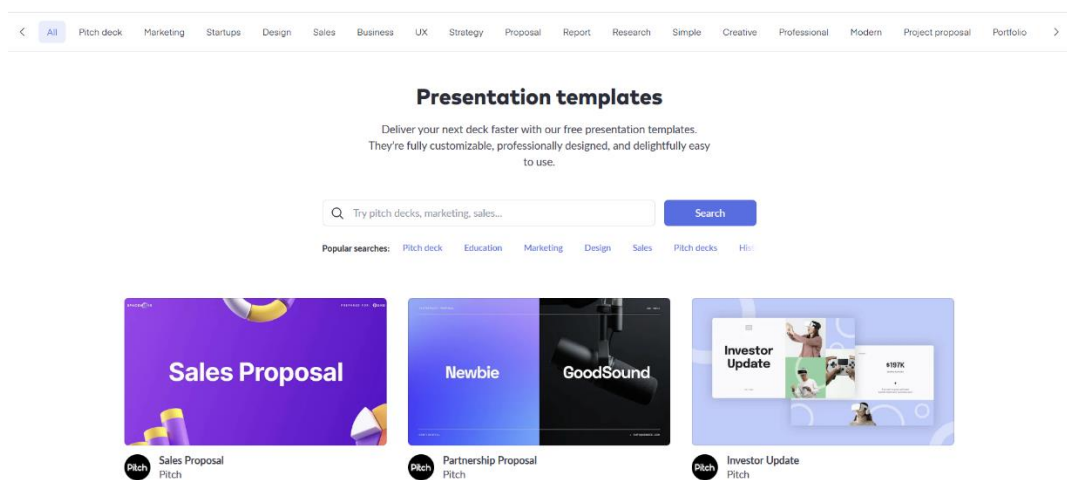 All Pitch deck Marketing Startups Design Sales Business UX Strategy Proposal Report Research Simple Creative Professional Modern Project proposal Portfolio
Presentation templates
Deliver your next deck faster with our free presentation templates.
They're fully customizable, professionally designed, and delightfully easy
to use.
Try pitch decks, marketing, sales...
Search
Popular searches: Pitch deck Education Marketing Design Sales Pitch decks
Sales Proposal
Newbie GoodSound
Investor
Update
$197K
Pitch
Sales Proposal
Pitch
Pitch
Partnership Proposal
Pitch
Pitch
Investor Update
Pitch